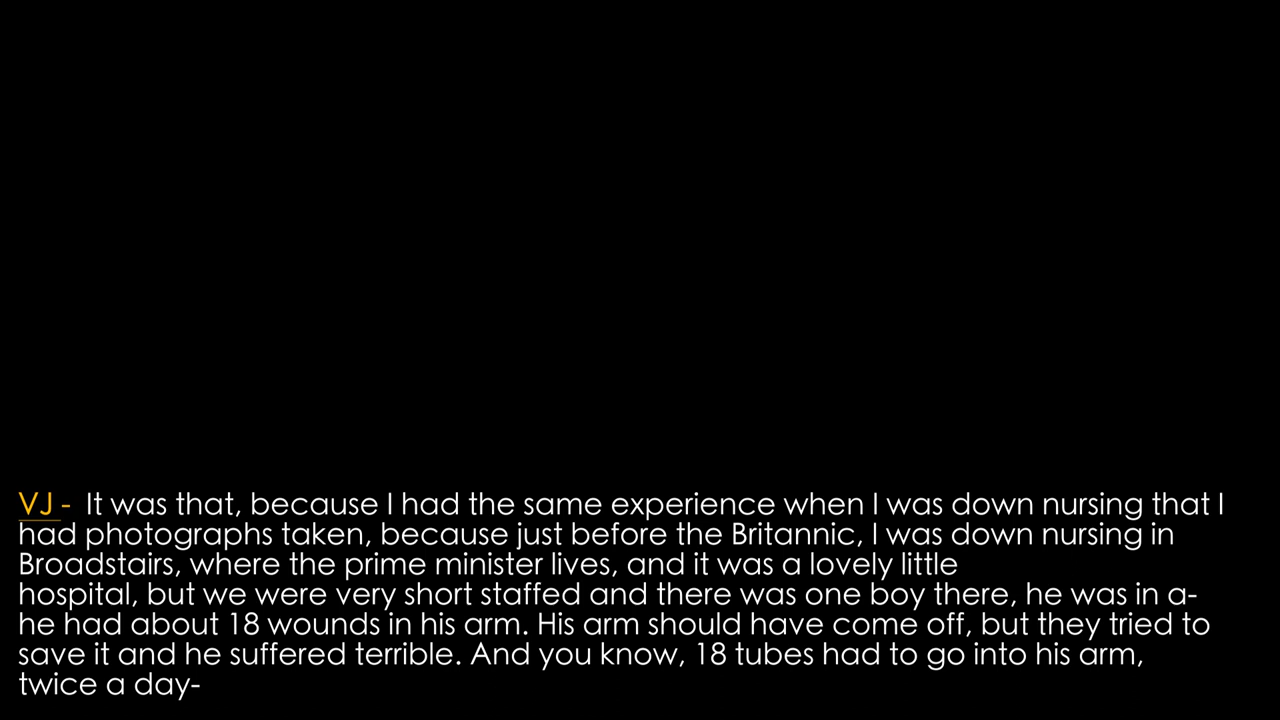 VJ - It was that, because I had the same experience when I was down nursing that I
had photographs taken, because just before the Britannic, I was down nursing in
Broadstairs, where the prime minister lives, and it was a lovely little
hospital, but we were very short staffed and there was one boy there, he was in a-
he had about 18 wounds in his arm. His arm should have come off, but they tried to
save it and he suffered terrible. And you know, 18 tubes had to go into his arm,
twice a day-